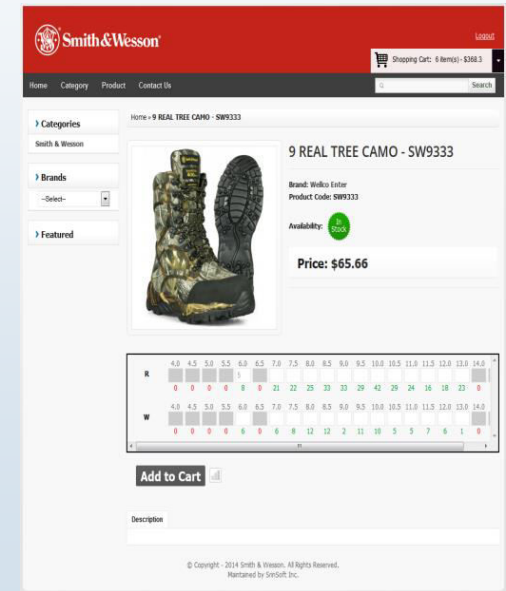 Smith & Wesson
Logout
Shopping Cart: 6 item(s) - $368.3
Home Category Product Contact Us
Search
Categories
Smith & Wesson
Brands
--Select--
Featured
Home » 9 REAL TREE CAMO - SW9333
9 REAL TREE CAMO - SW9333
Brand: Wellco Enter
Product Code: SW9333
Availability: In Stock
Price: $65.66
4.0 4.5 5.0 5.5 6.0 6.5 7.0 7.5 8.0 8.5 9.0 9.5 10.0 10.5 11.0 11.5 12.0 13.0 14.0
R
0 0 0 0 8 0 21 22 25 33 33 29 42 29 24 16 18 23 0
4.0 4.5 5.0 5.5 6.0 6.5 7.0 7.5 8.0 8.5 9.0 9.5 10.0 10.5 11.0 11.5 12.0 13.0 14.0
W
0 0 0 0 6 0 6 8 12 12 2 11 10 5 5 7 6 1 0
Add to Cart
Description
© Copyright - 2014 Smith & Wesson. All Rights Reserved.
Maintained by SrinSoft Inc.